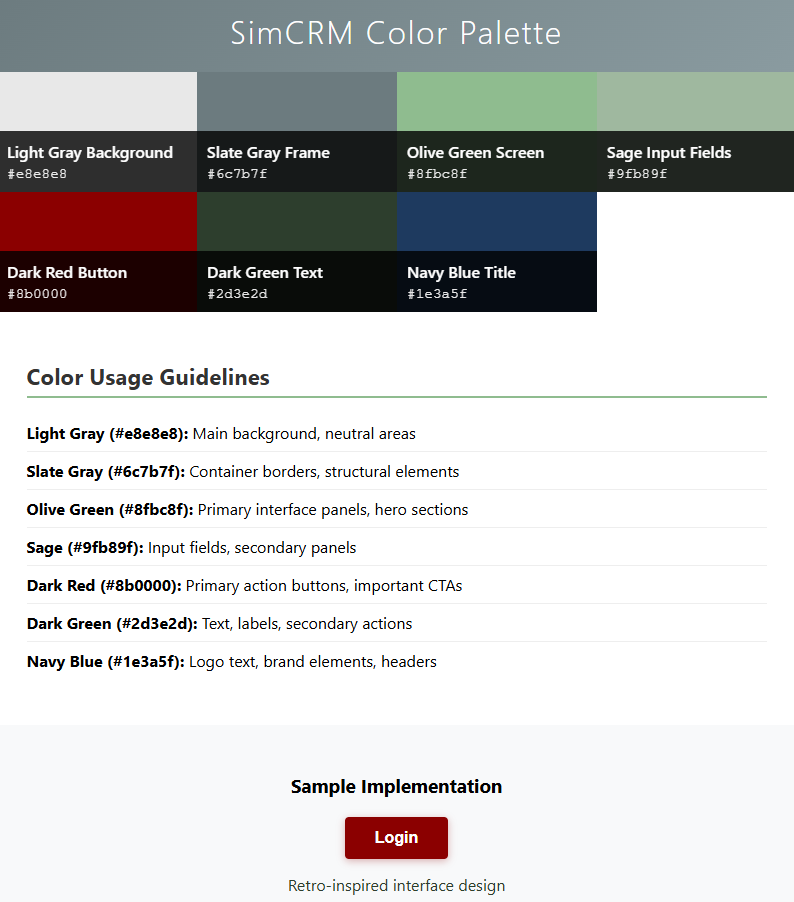 SimCRM Color Palette
Light Gray Background
#e8e8e8
Slate Gray Frame
#6c7b7f
Olive Green Screen
#8fbc8f
Sage Input Fields
#9fb89f
Dark Red Button
#8b0000
Dark Green Text
#2d3e2d
Navy Blue Title
#1e3a5f
Color Usage Guidelines
Light Gray (#e8e8e8): Main background, neutral areas
Slate Gray (#6c7b7f): Container borders, structural elements
Olive Green (#8fbc8f): Primary interface panels, hero sections
Sage (#9fb89f): Input fields, secondary panels
Dark Red (#8b0000): Primary action buttons, important CTAs
Dark Green (#2d3e2d): Text, labels, secondary actions
Navy Blue (#1e3a5f): Logo text, brand elements, headers
Sample Implementation
Login
Retro-inspired interface design